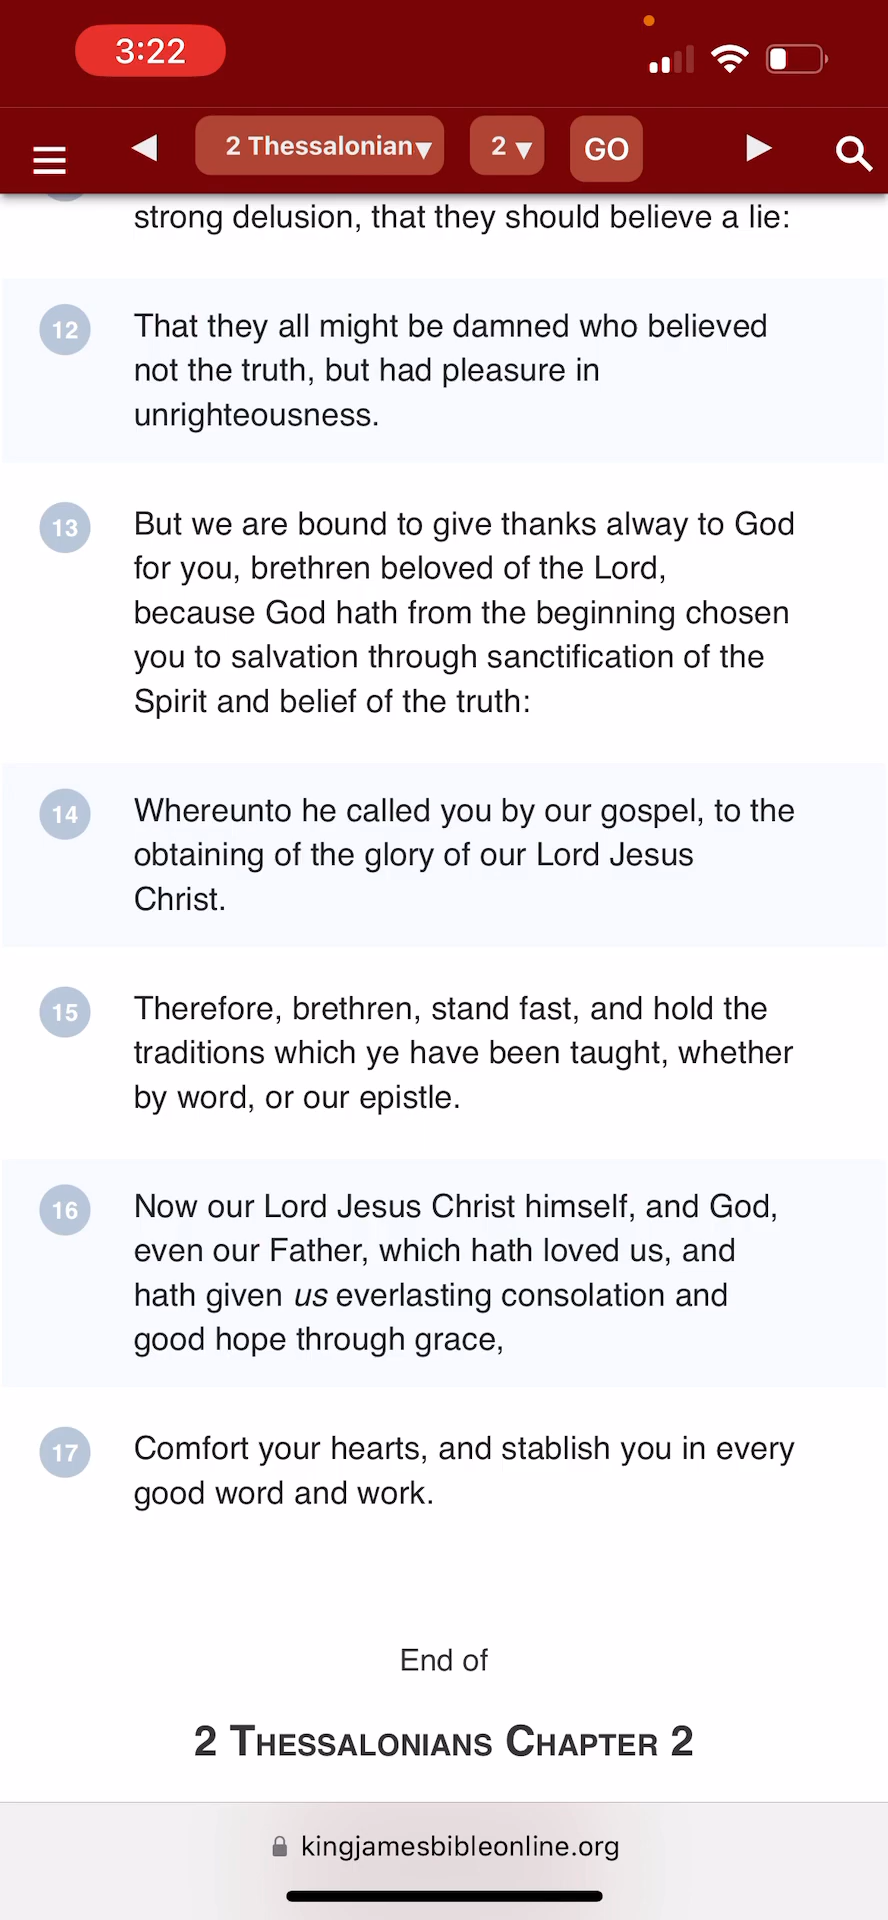 3:22
2 Thessalonian▾ 2 ▾ GO
strong delusion, that they should believe a lie:
12 That they all might be damned who believed
not the truth, but had pleasure in
unrighteousness.
13 But we are bound to give thanks alway to God
for you, brethren beloved of the Lord,
because God hath from the beginning chosen
you to salvation through sanctification of the
Spirit and belief of the truth:
14 Whereunto he called you by our gospel, to the
obtaining of the glory of our Lord Jesus
Christ.
15 Therefore, brethren, stand fast, and hold the
traditions which ye have been taught, whether
by word, or our epistle.
16 Now our Lord Jesus Christ himself, and God,
even our Father, which hath loved us, and
hath given us everlasting consolation and
good hope through grace,
17 Comfort your hearts, and stablish you in every
good word and work.
End of
2 THESSALONIANS CHAPTER 2
kingjamesbibleonline.org